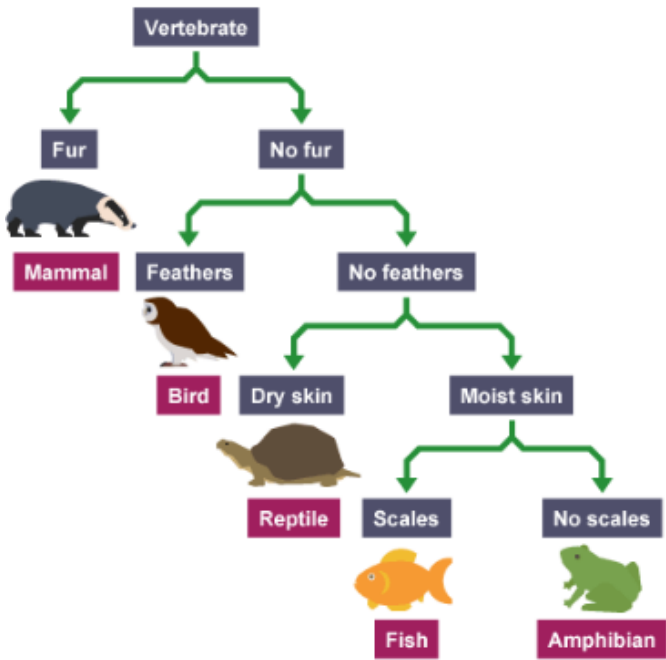 Vertebrate
Fur
No fur
Mammal
Feathers
No feathers
Bird
Dry skin
Moist skin
Reptile
Scales
No scales
Fish
Amphibian